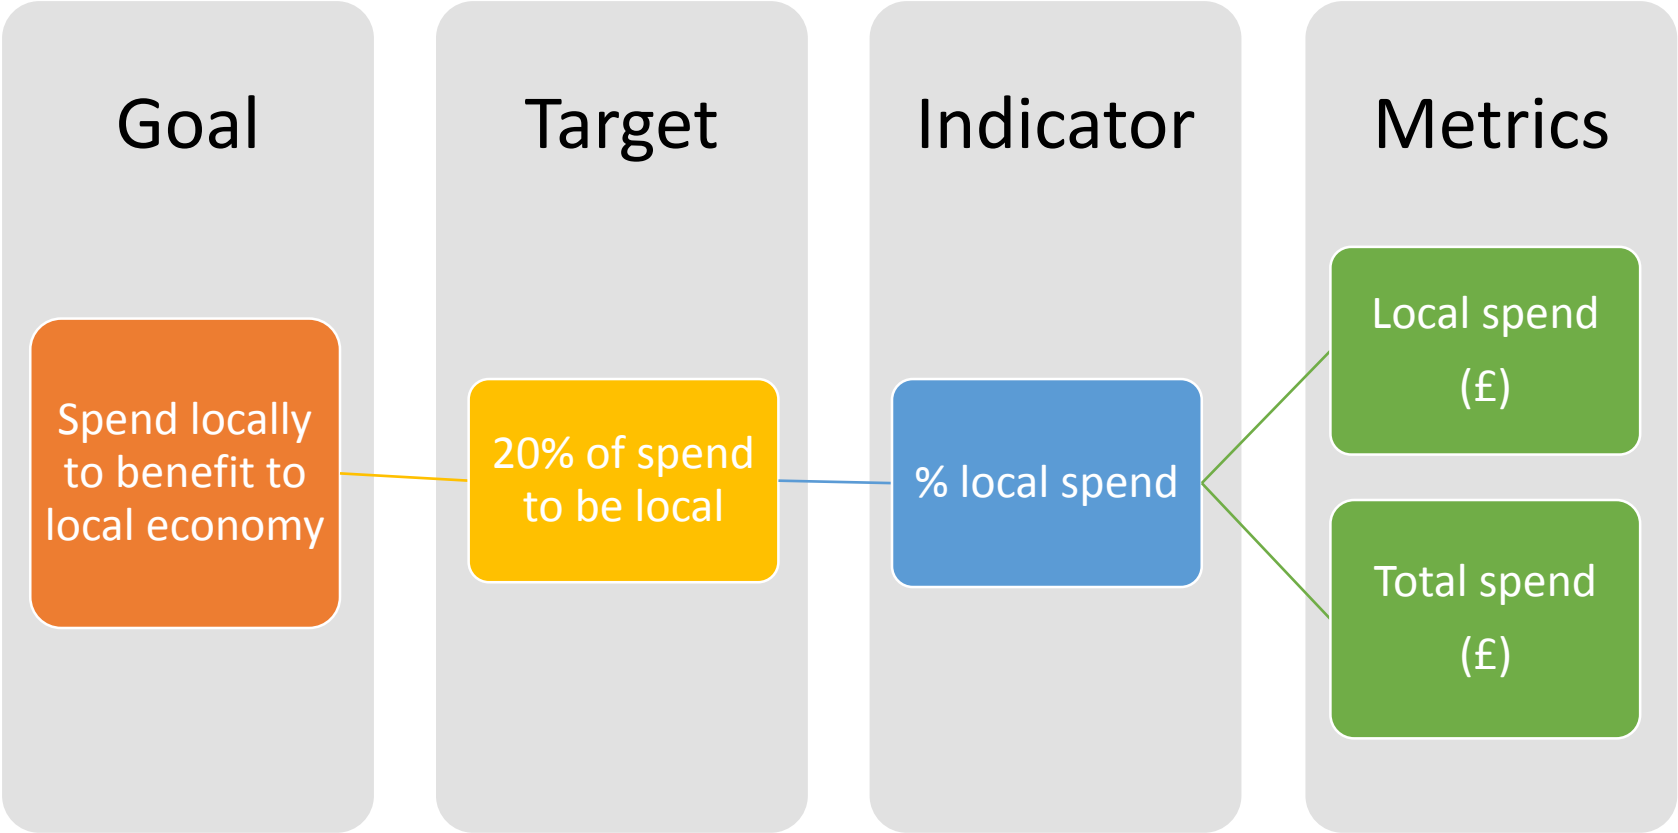 Goal
Target
Indicator
Metrics
Spend locally
to benefit to
local economy
20% of spend
to be local
% local spend
Local spend
(£)
Total spend
(£)